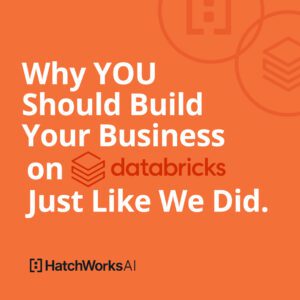 Why YOU
Should Build
Your Business
on databricks
Just Like We Did.
[:] HatchWorksAI